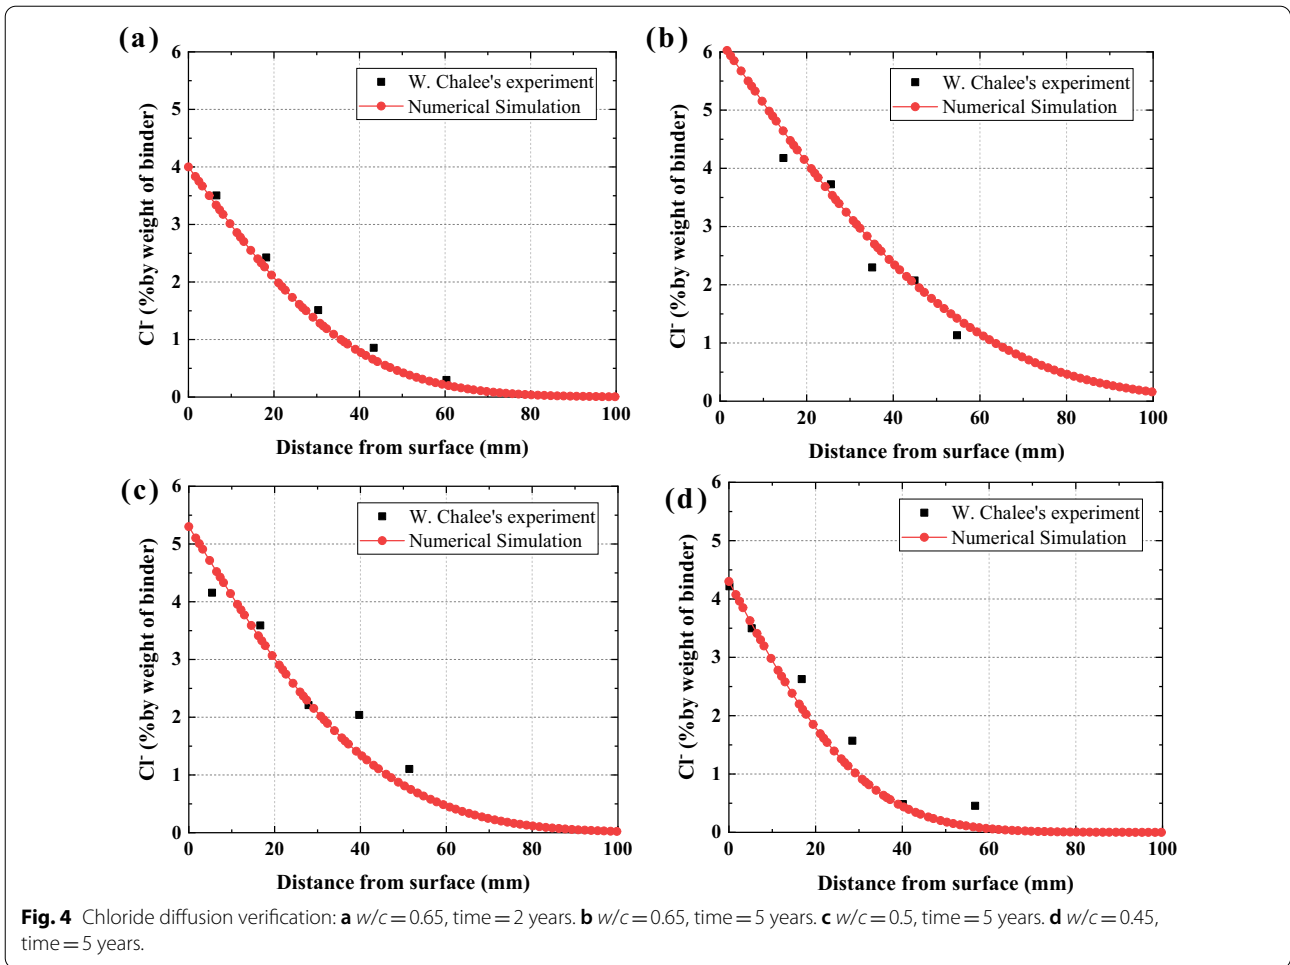 (a)
6
5
4
3
2
1
0
0 20 40 60 80 100
Cl⁻ (%by weight of binder)
Distance from surface (mm)
W. Chalee's experiment
Numerical Simulation
(b)
6
5
4
3
2
1
0
0 20 40 60 80 100
Cl⁻ (%by weight of binder)
Distance from surface (mm)
W. Chalee's experiment
Numerical Simulation
(c)
6
5
4
3
2
1
0
0 20 40 60 80 100
Cl⁻ (%by weight of binder)
Distance from surface (mm)
W. Chalee's experiment
Numerical Simulation
(d)
6
5
4
3
2
1
0
0 20 40 60 80 100
Cl⁻ (%by weight of binder)
Distance from surface (mm)
W. Chalee's experiment
Numerical Simulation
Fig. 4 Chloride diffusion verification: a w/c = 0.65, time = 2 years. b w/c = 0.65, time = 5 years. c w/c = 0.5, time = 5 years. d w/c = 0.45,
time = 5 years.